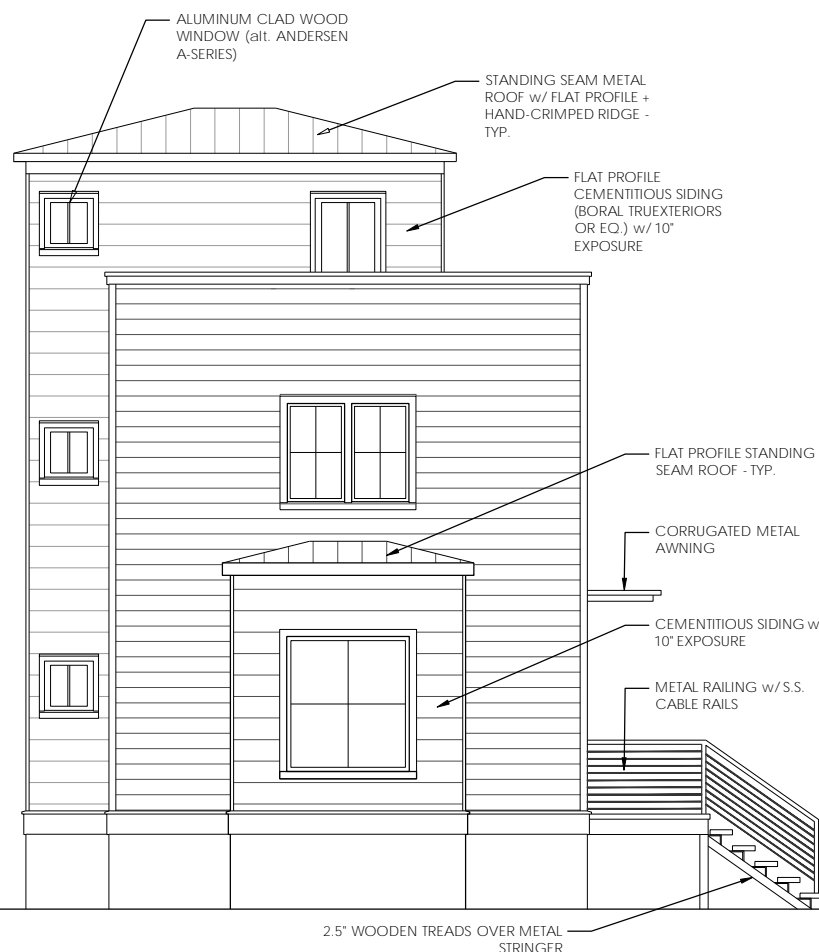 ALUMINUM CLAD WOOD
WINDOW (alt. ANDERSEN
A-SERIES)
STANDING SEAM METAL
ROOF w/ FLAT PROFILE +
HAND-CRIMPED RIDGE -
TYP.
FLAT PROFILE
CEMENTITIOUS SIDING
(BORAL TRUEXTERIORS
OR EQ.) w/ 10"
EXPOSURE
FLAT PROFILE STANDING
SEAM ROOF - TYP.
CORRUGATED METAL
AWNING
CEMENTITIOUS SIDING w
10" EXPOSURE
METAL RAILING w/ S.S.
CABLE RAILS
2.5" WOODEN TREADS OVER METAL
STRINGER